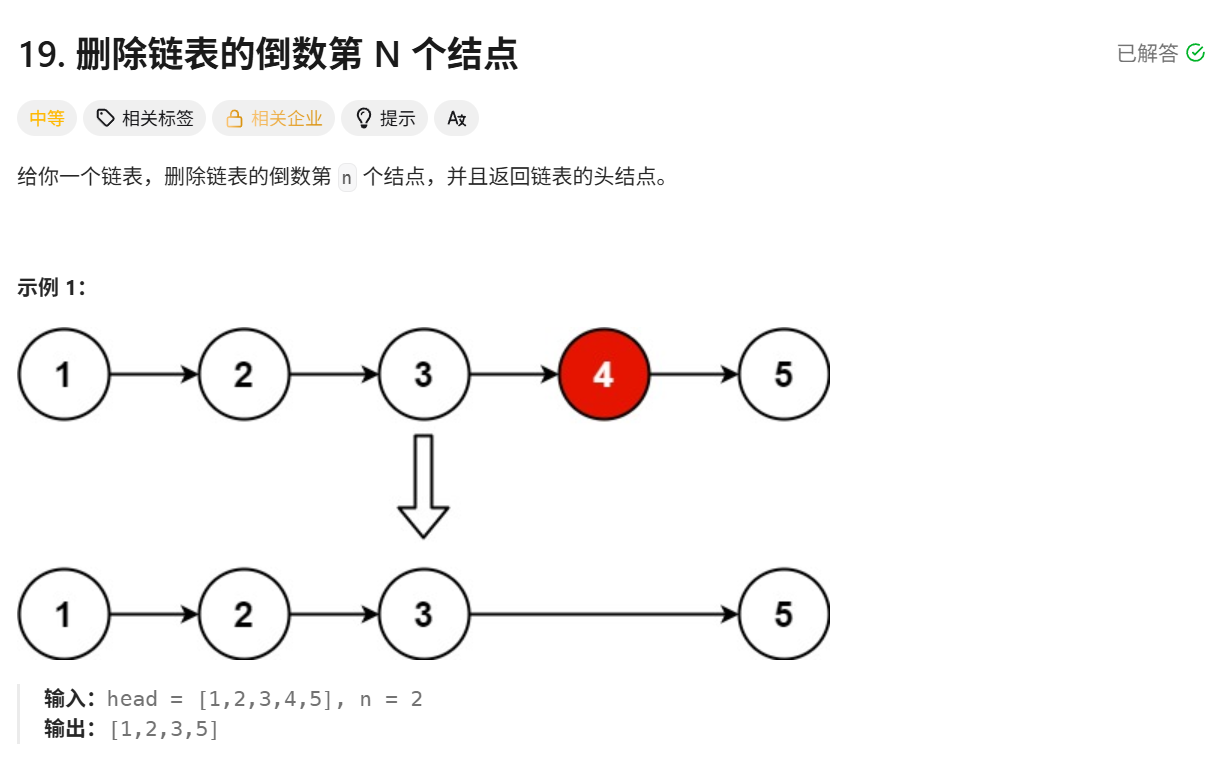 19. 删除链表的倒数第 N 个结点
已解答
中等 相关标签 相关企业 提示 Aあ
给你一个链表，删除链表的倒数第 n 个结点，并且返回链表的头结点。
示例 1：
1 2 3 4 5
1 2 3 5
输入：head = [1,2,3,4,5], n = 2
输出：[1,2,3,5]